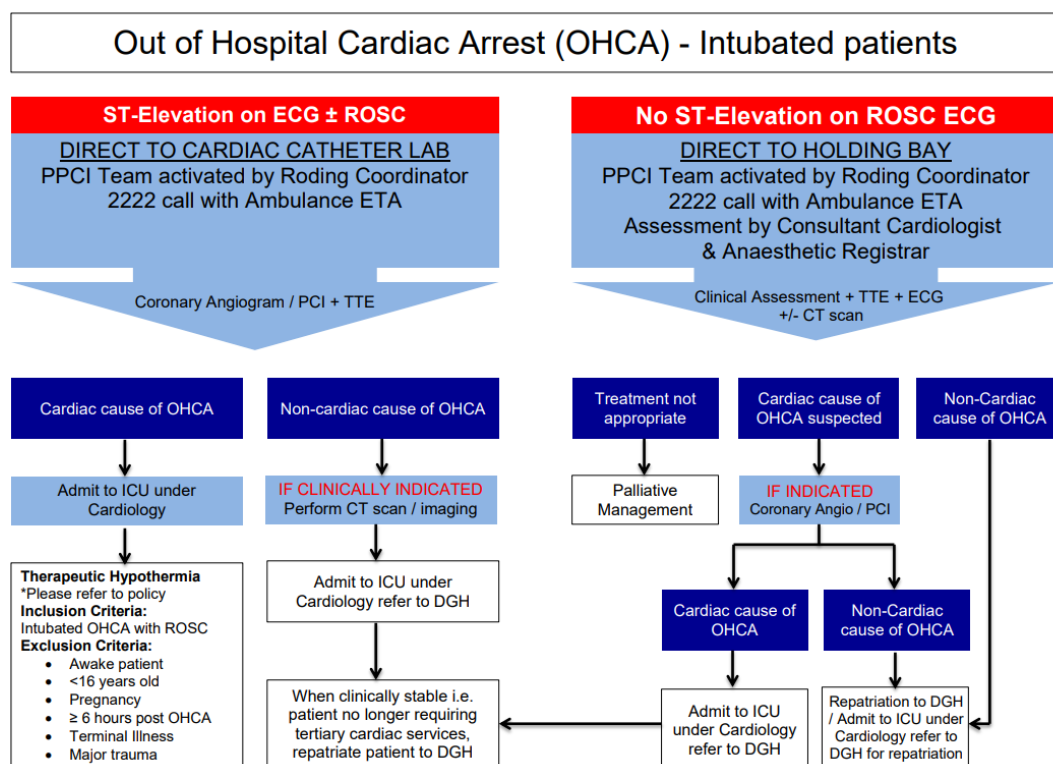 Out of Hospital Cardiac Arrest (OHCA) - Intubated patients
ST-Elevation on ECG ± ROSC
DIRECT TO CARDIAC CATHETER LAB
PPCI Team activated by Roding Coordinator
2222 call with Ambulance ETA
Coronary Angiogram / PCI + TTE
Cardiac cause of OHCA
Admit to ICU under
Cardiology
Therapeutic Hypothermia
*Please refer to policy
Inclusion Criteria:
Intubated OHCA with ROSC
Exclusion Criteria:
• Awake patient
• <16 years old
• Pregnancy
• ≥ 6 hours post OHCA
• Terminal Illness
• Major trauma
Non-cardiac cause of OHCA
IF CLINICALLY INDICATED
Perform CT scan / imaging
Admit to ICU under
Cardiology refer to DGH
When clinically stable i.e.
patient no longer requiring
tertiary cardiac services,
repatriate patient to DGH
No ST-Elevation on ROSC ECG
DIRECT TO HOLDING BAY
PPCI Team activated by Roding Coordinator
2222 call with Ambulance ETA
Assessment by Consultant Cardiologist
& Anaesthetic Registrar
Clinical Assessment + TTE + ECG
+/- CT scan
Treatment not
appropriate
Palliative
Management
Cardiac cause of
OHCA suspected
IF INDICATED
Coronary Angio / PCI
Cardiac cause of
OHCA
Admit to ICU
under Cardiology
refer to DGH
Non-Cardiac
cause of OHCA
Repatriation to DGH
/ Admit to ICU under
Cardiology refer to
DGH for repatriation
Non-Cardiac
cause of OHCA